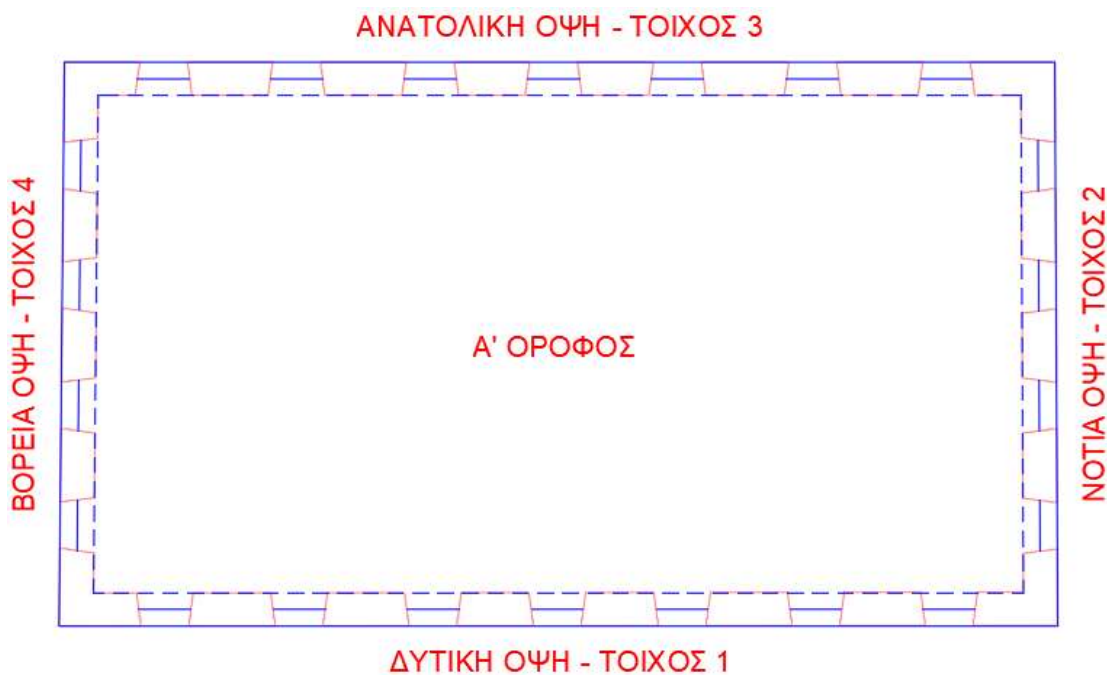 ΑΝΑΤΟΛΙΚΗ ΟΨΗ - ΤΟΙΧΟΣ 3
ΒΟΡΕΙΑ ΟΨΗ - ΤΟΙΧΟΣ 4
Α' ΟΡΟΦΟΣ
ΝΟΤΙΑ ΟΨΗ - ΤΟΙΧΟΣ 2
ΔΥΤΙΚΗ ΟΨΗ - ΤΟΙΧΟΣ 1